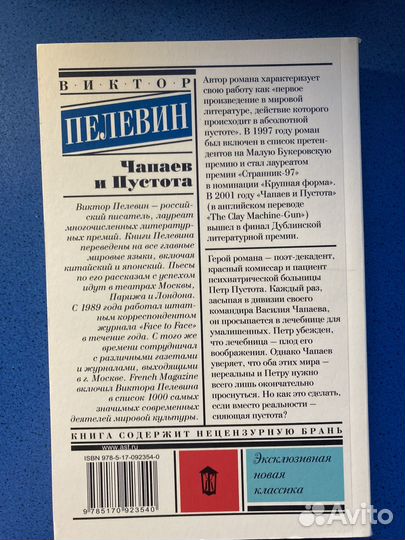 ВИКТОР
ПЕЛЕВИН
Чапаев
и Пустота
Виктор Пелевин — россий-
ский писатель, лауреат
многочисленных литератур-
ных премий. Книги Пелевина
переведены на все главные
мировые языки, включая
китайский и японский. Пьесы
по его рассказам с успехом
идут в театрах Москвы,
Парижа и Лондона.
С 1989 года работал штат-
ным корреспондентом
журнала «Face to Face»
в течение года. С того же
времени сотрудничал
с различными газетами
и журналами, выходящими
в г. Москве. French Magazine
включил Виктора Пелевина
в список 1000 самых
значимых современных
деятелей мировой культуры.
Автор романа характеризует
свою работу как «первое
произведение в мировой
литературе, действие которого
происходит в абсолютной
пустоте». В 1997 году роман
был включен в список претен-
дентов на Малую Букеровскую
премию и стал лауреатом
премии «Странник-97»
в номинации «Крупная форма».
В 2001 году «Чапаев и Пустота»
(в английском переводе
«The Clay Machine-Gun»)
вышел в финал Дублинской
литературной премии.
Герой романа — поэт-декадент,
красный комиссар и пациент
психиатрической больницы
Петр Пустота. Каждый раз,
засыпая в дивизии своего
командира Василия Чапаева,
он просыпается в лечебнице для
умалишенных. Петр убежден,
что лечебница — плод его
воображения. Однако Чапаев
уверяет, что оба этих мира —
нереальны и Петру нужно
всего лишь окончательно
проснуться. Но как это сделать,
если вместо реальности —
сияющая пустота?
КНИГА СОДЕРЖИТ НЕЦЕНЗУРНУЮ БРАНЬ
www.ast.ru
ISBN 978-5-17-092354-0
9 785170 923540
Эксклюзивная
новая
классика
Avito